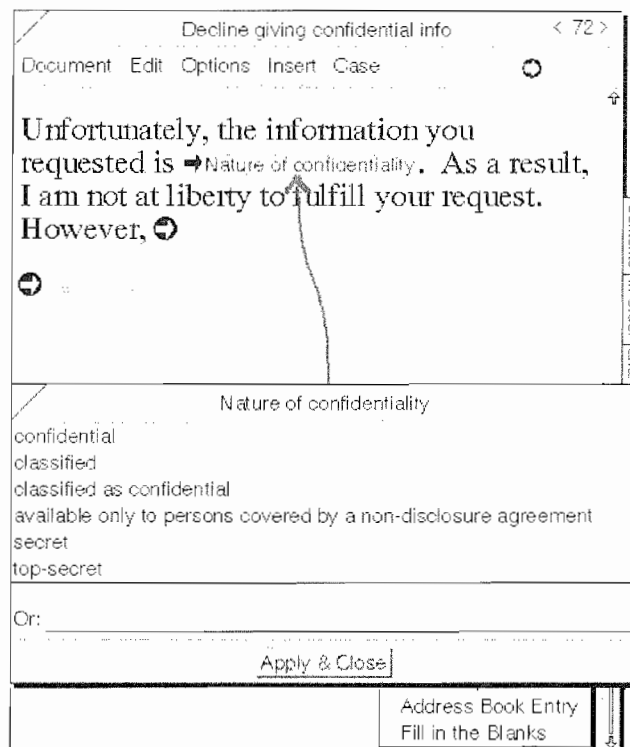 Decline giving confidential info < 72 >
Document Edit Options Insert Case
Unfortunately, the information you
requested is ➡Nature of confidentiality. As a result,
I am not at liberty to fulfill your request.
However,
Nature of confidentiality
confidential
classified
classified as confidential
available only to persons covered by a non-disclosure agreement
secret
top-secret
Or:
Apply & Close
Address Book Entry
Fill in the Blanks